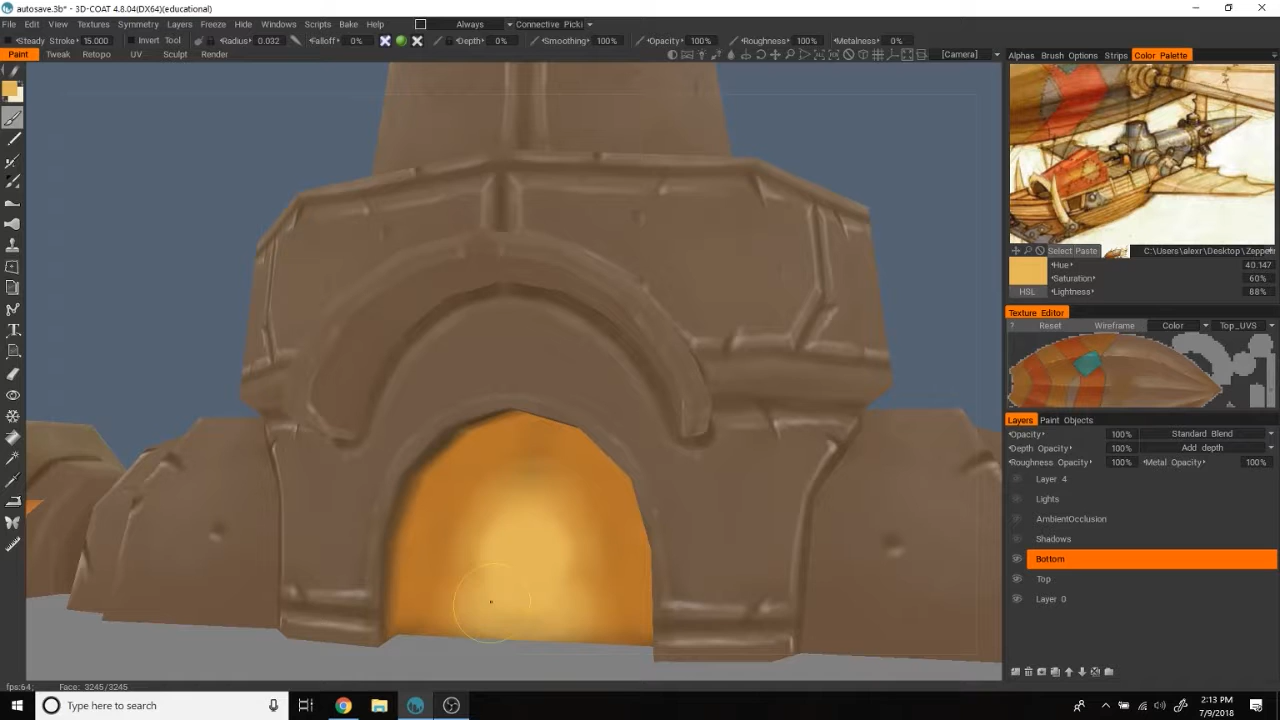 autosave.3b* - 3D-COAT 4.8.04(DX64)(educational)
File Edit View Textures Symmetry Layers Freeze Hide Windows Scripts Bake Help Always Connective Picki
Steady Stroke 15.000 Invert Tool Radius 0.032 Falloff 0% Depth 0% Smoothing 100% Opacity 100% Roughness 100% Metalness 0%
Paint Tweak Retopo UV Sculpt Render [Camera] Alphas Brush Options Strips Color Palette
Select Paste C:\Users\alexr\Desktop\Zeppe
Hue 40.147
Saturation 60%
HSL Lightness 88%
Texture Editor
? Reset Wireframe Color Top_UVS
Layers Paint Objects
Opacity 100% Standard Blend
Depth Opacity 100% Add depth
Roughness Opacity 100% Metal Opacity 100%
Layer 4
Lights
AmbientOcclusion
Shadows
Bottom
Top
Layer 0
fps:64 Face: 3245/3245
Type here to search 2:13 PM
7/9/2018